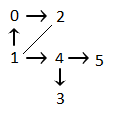 0 → 2
1 → 4 → 5
3